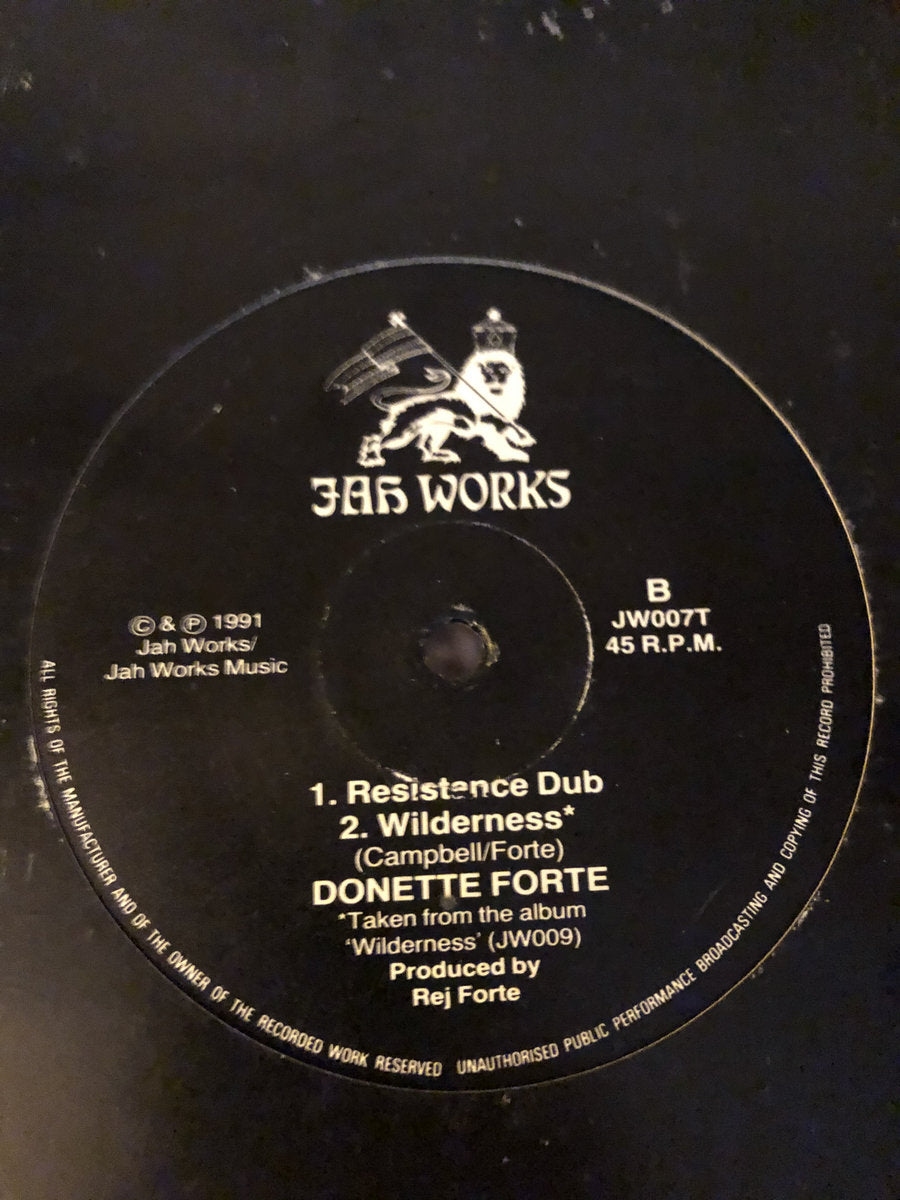 JAH WORKS
B
JW007T
45 R.P.M.
© & ℗ 1991
Jah Works/
Jah Works Music
1. Resistence Dub
2. Wilderness*
(Campbell/Forte)
DONETTE FORTE
*Taken from the album
'Wilderness' (JW009)
Produced by
Rej Forte
ALL RIGHTS OF THE MANUFACTURER AND OF THE OWNER OF THE RECORDED WORK RESERVED UNAUTHORISED PUBLIC PERFORMANCE BROADCASTING AND COPYING OF THIS RECORD PROHIBITED